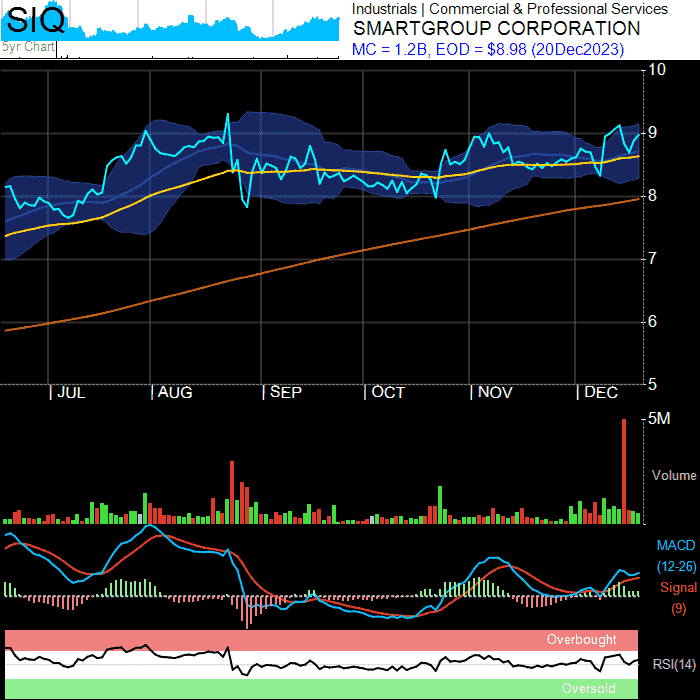 SIQ
5yr Chart
Industrials | Commercial & Professional Services
SMARTGROUP CORPORATION
MC = 1.2B, EOD = $8.98 (20Dec2023)
10
9
8
7
6
5
JUL
AUG
SEP
OCT
NOV
DEC
5M
Volume
MACD
(12-26)
Signal
(9)
Overbought
RSI(14)
Oversold